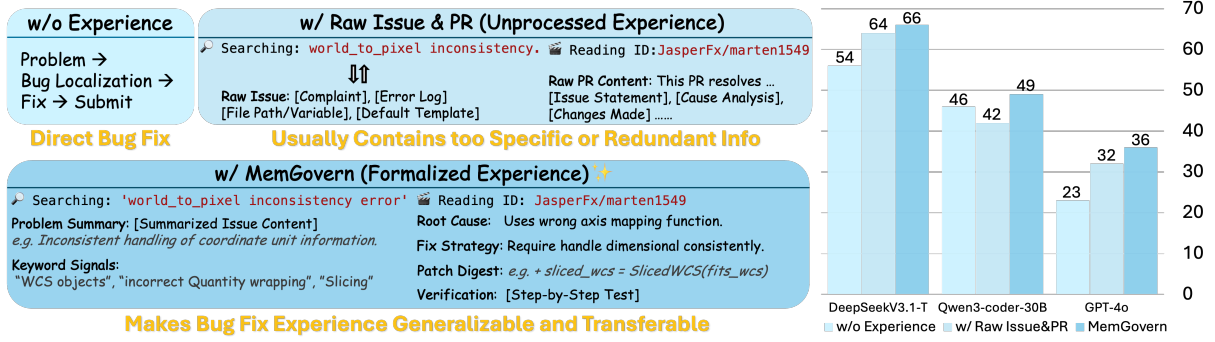 w/o Experience
Problem →
Bug Localization →
Fix → Submit
Direct Bug Fix
w/ Raw Issue & PR (Unprocessed Experience)
Searching: world_to_pixel inconsistency.
Reading ID:JasperFx/marten1549
Raw Issue: [Complaint], [Error Log]
[File Path/Variable], [Default Template]
Raw PR Content: This PR resolves …
[Issue Statement], [Cause Analysis],
[Changes Made] ……
Usually Contains too Specific or Redundant Info
w/ MemGovern (Formalized Experience)
Searching: 'world_to_pixel inconsistency error'
Reading ID: JasperFx/marten1549
Problem Summary: [Summarized Issue Content]
e.g. Inconsistent handling of coordinate unit information.
Keyword Signals:
“WCS objects”, “incorrect Quantity wrapping”, “Slicing”
Root Cause: Uses wrong axis mapping function.
Fix Strategy: Require handle dimensional consistently.
Patch Digest: e.g. + sliced_wcs = SlicedWCS(fits_wcs)
Verification: [Step-by-Step Test]
Makes Bug Fix Experience Generalizable and Transferable
70
60
50
40
30
20
10
0
54
64
66
46
42
49
23
32
36
DeepSeekV3.1-T
Qwen3-coder-30B
GPT-4o
w/o Experience
w/ Raw Issue&PR
MemGovern